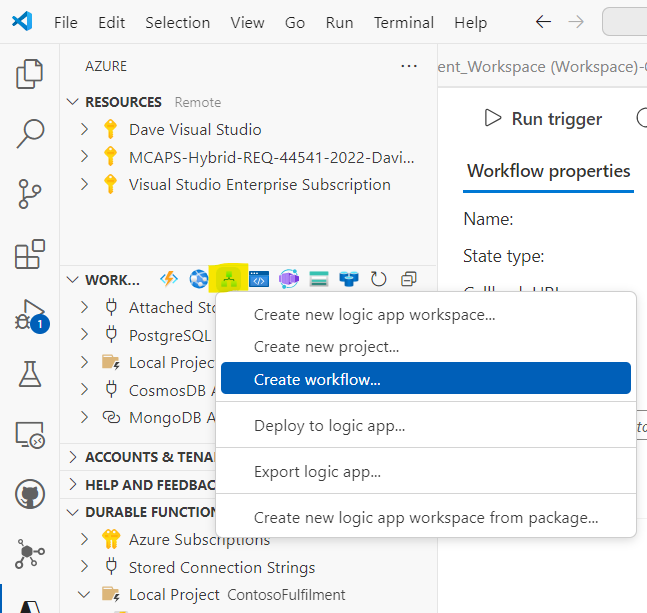 File Edit Selection View Go Run Terminal Help
AZURE
ent_Workspace (Workspace)-
RESOURCES Remote
Dave Visual Studio
MCAPS-Hybrid-REQ-44541-2022-Davi...
Visual Studio Enterprise Subscription
Run trigger
Workflow properties
Name:
State type:
WORK...
Attached Sto
PostgreSQL
Local Projec
CosmosDB A
MongoDB A
1
Create new logic app workspace...
Create new project...
Create workflow...
Deploy to logic app...
Export logic app...
Create new logic app workspace from package...
ACCOUNTS & TENA
HELP AND FEEDBAC
DURABLE FUNCTION
Azure Subscriptions
Stored Connection Strings
Local Project ContosoFulfilment